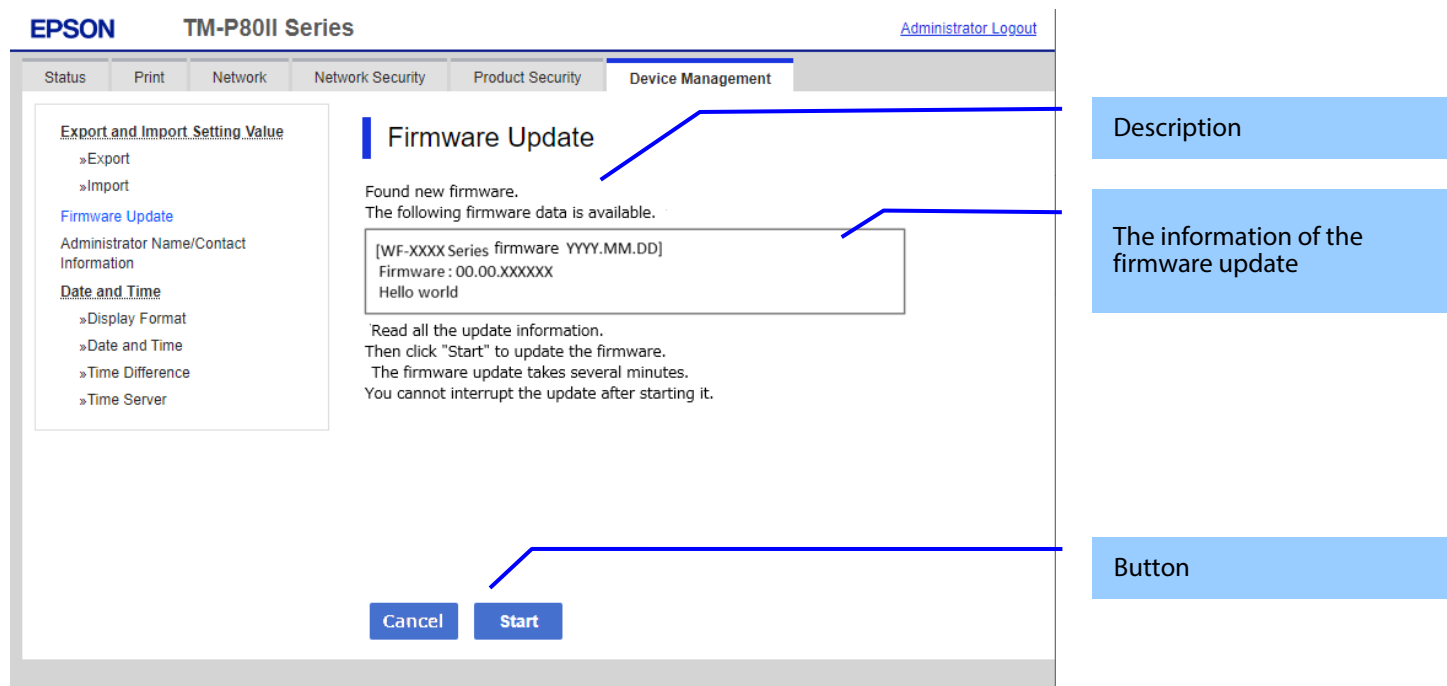 EPSON TM-P80II Series Administrator Logout
Status Print Network Network Security Product Security Device Management
Export and Import Setting Value
»Export
»Import
Firmware Update
Administrator Name/Contact
Information
Date and Time
»Display Format
»Date and Time
»Time Difference
»Time Server
Firmware Update
Found new firmware.
The following firmware data is available.
[WF-XXXX Series firmware YYYY.MM.DD]
Firmware : 00.00.XXXXXX
Hello world
Read all the update information.
Then click "Start" to update the firmware.
The firmware update takes several minutes.
You cannot interrupt the update after starting it.
Cancel Start
Description
The information of the
firmware update
Button